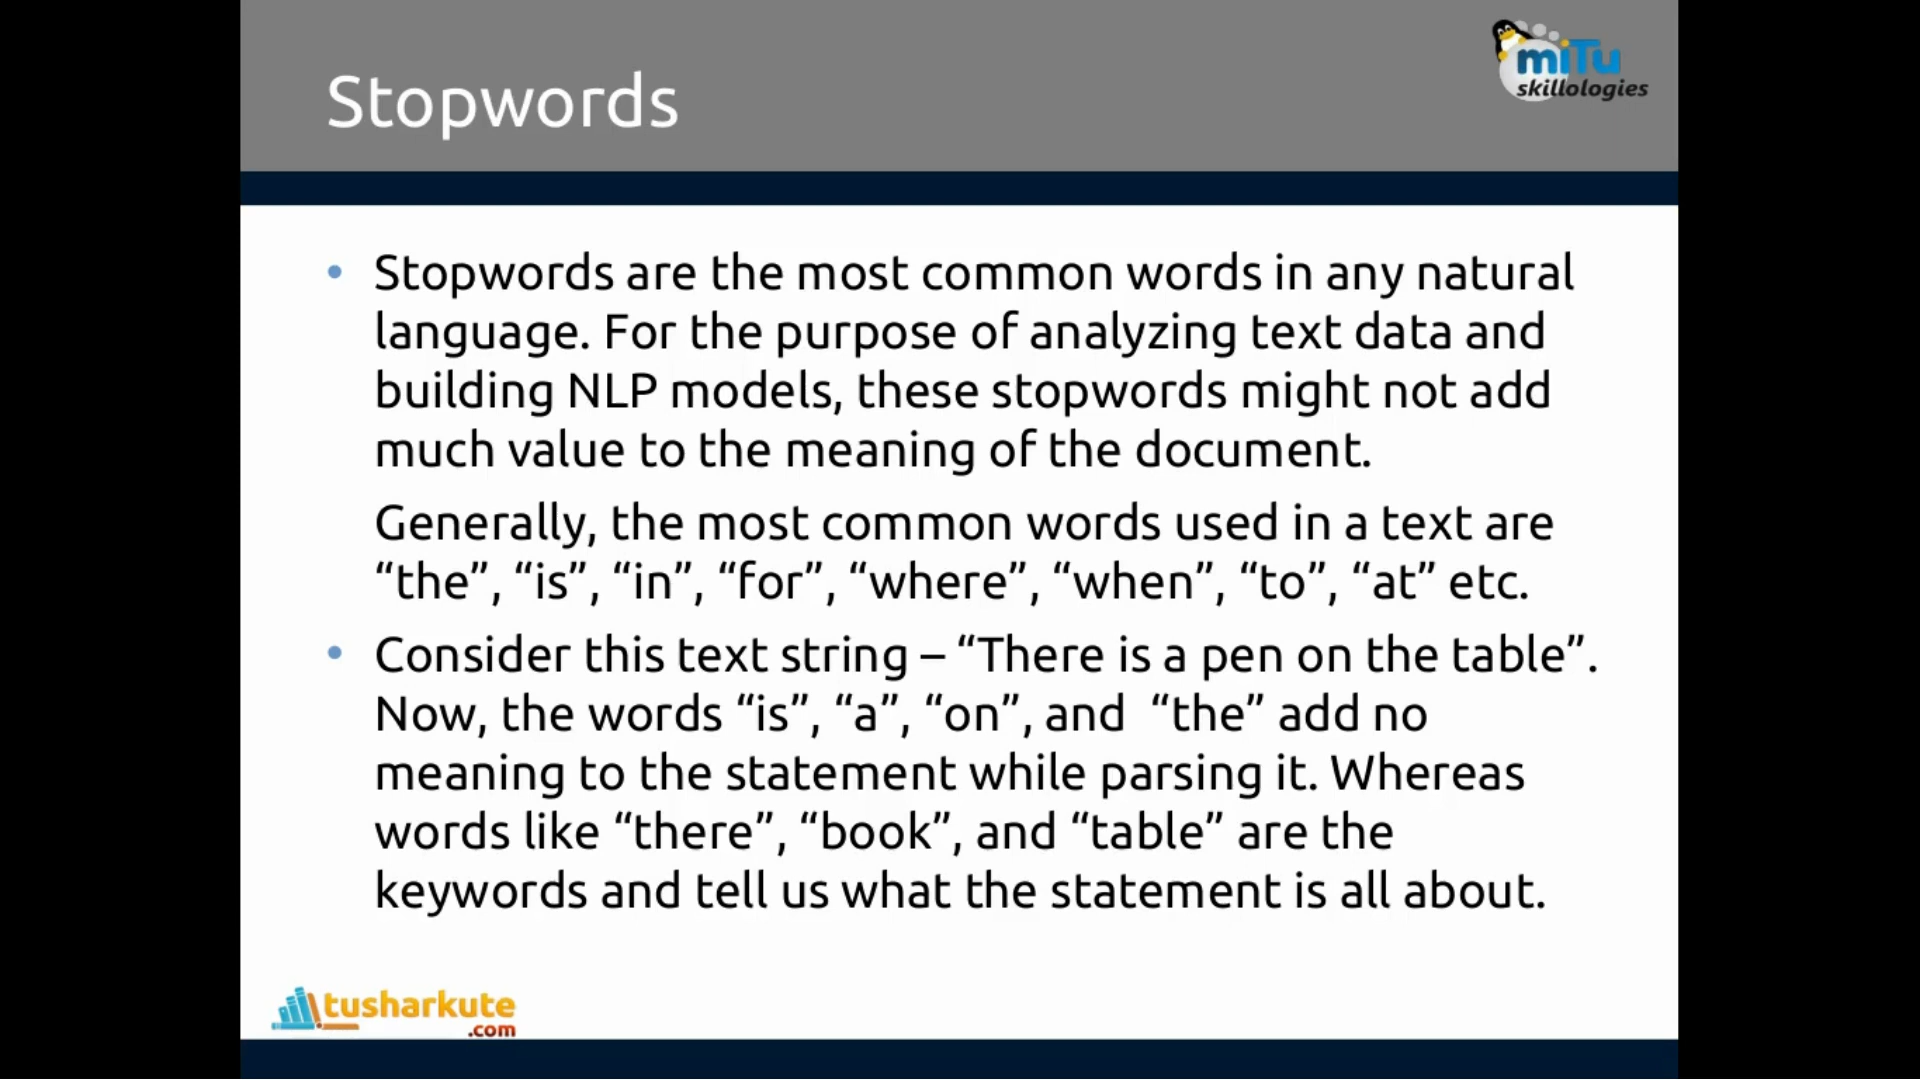 Stopwords
miTu
skillologies
• Stopwords are the most common words in any natural
language. For the purpose of analyzing text data and
building NLP models, these stopwords might not add
much value to the meaning of the document.
Generally, the most common words used in a text are
“the”, “is”, “in”, “for”, “where”, “when”, “to”, “at” etc.
• Consider this text string – “There is a pen on the table”.
Now, the words “is”, “a”, “on”, and “the” add no
meaning to the statement while parsing it. Whereas
words like “there”, “book”, and “table” are the
keywords and tell us what the statement is all about.
tusharkute
.com